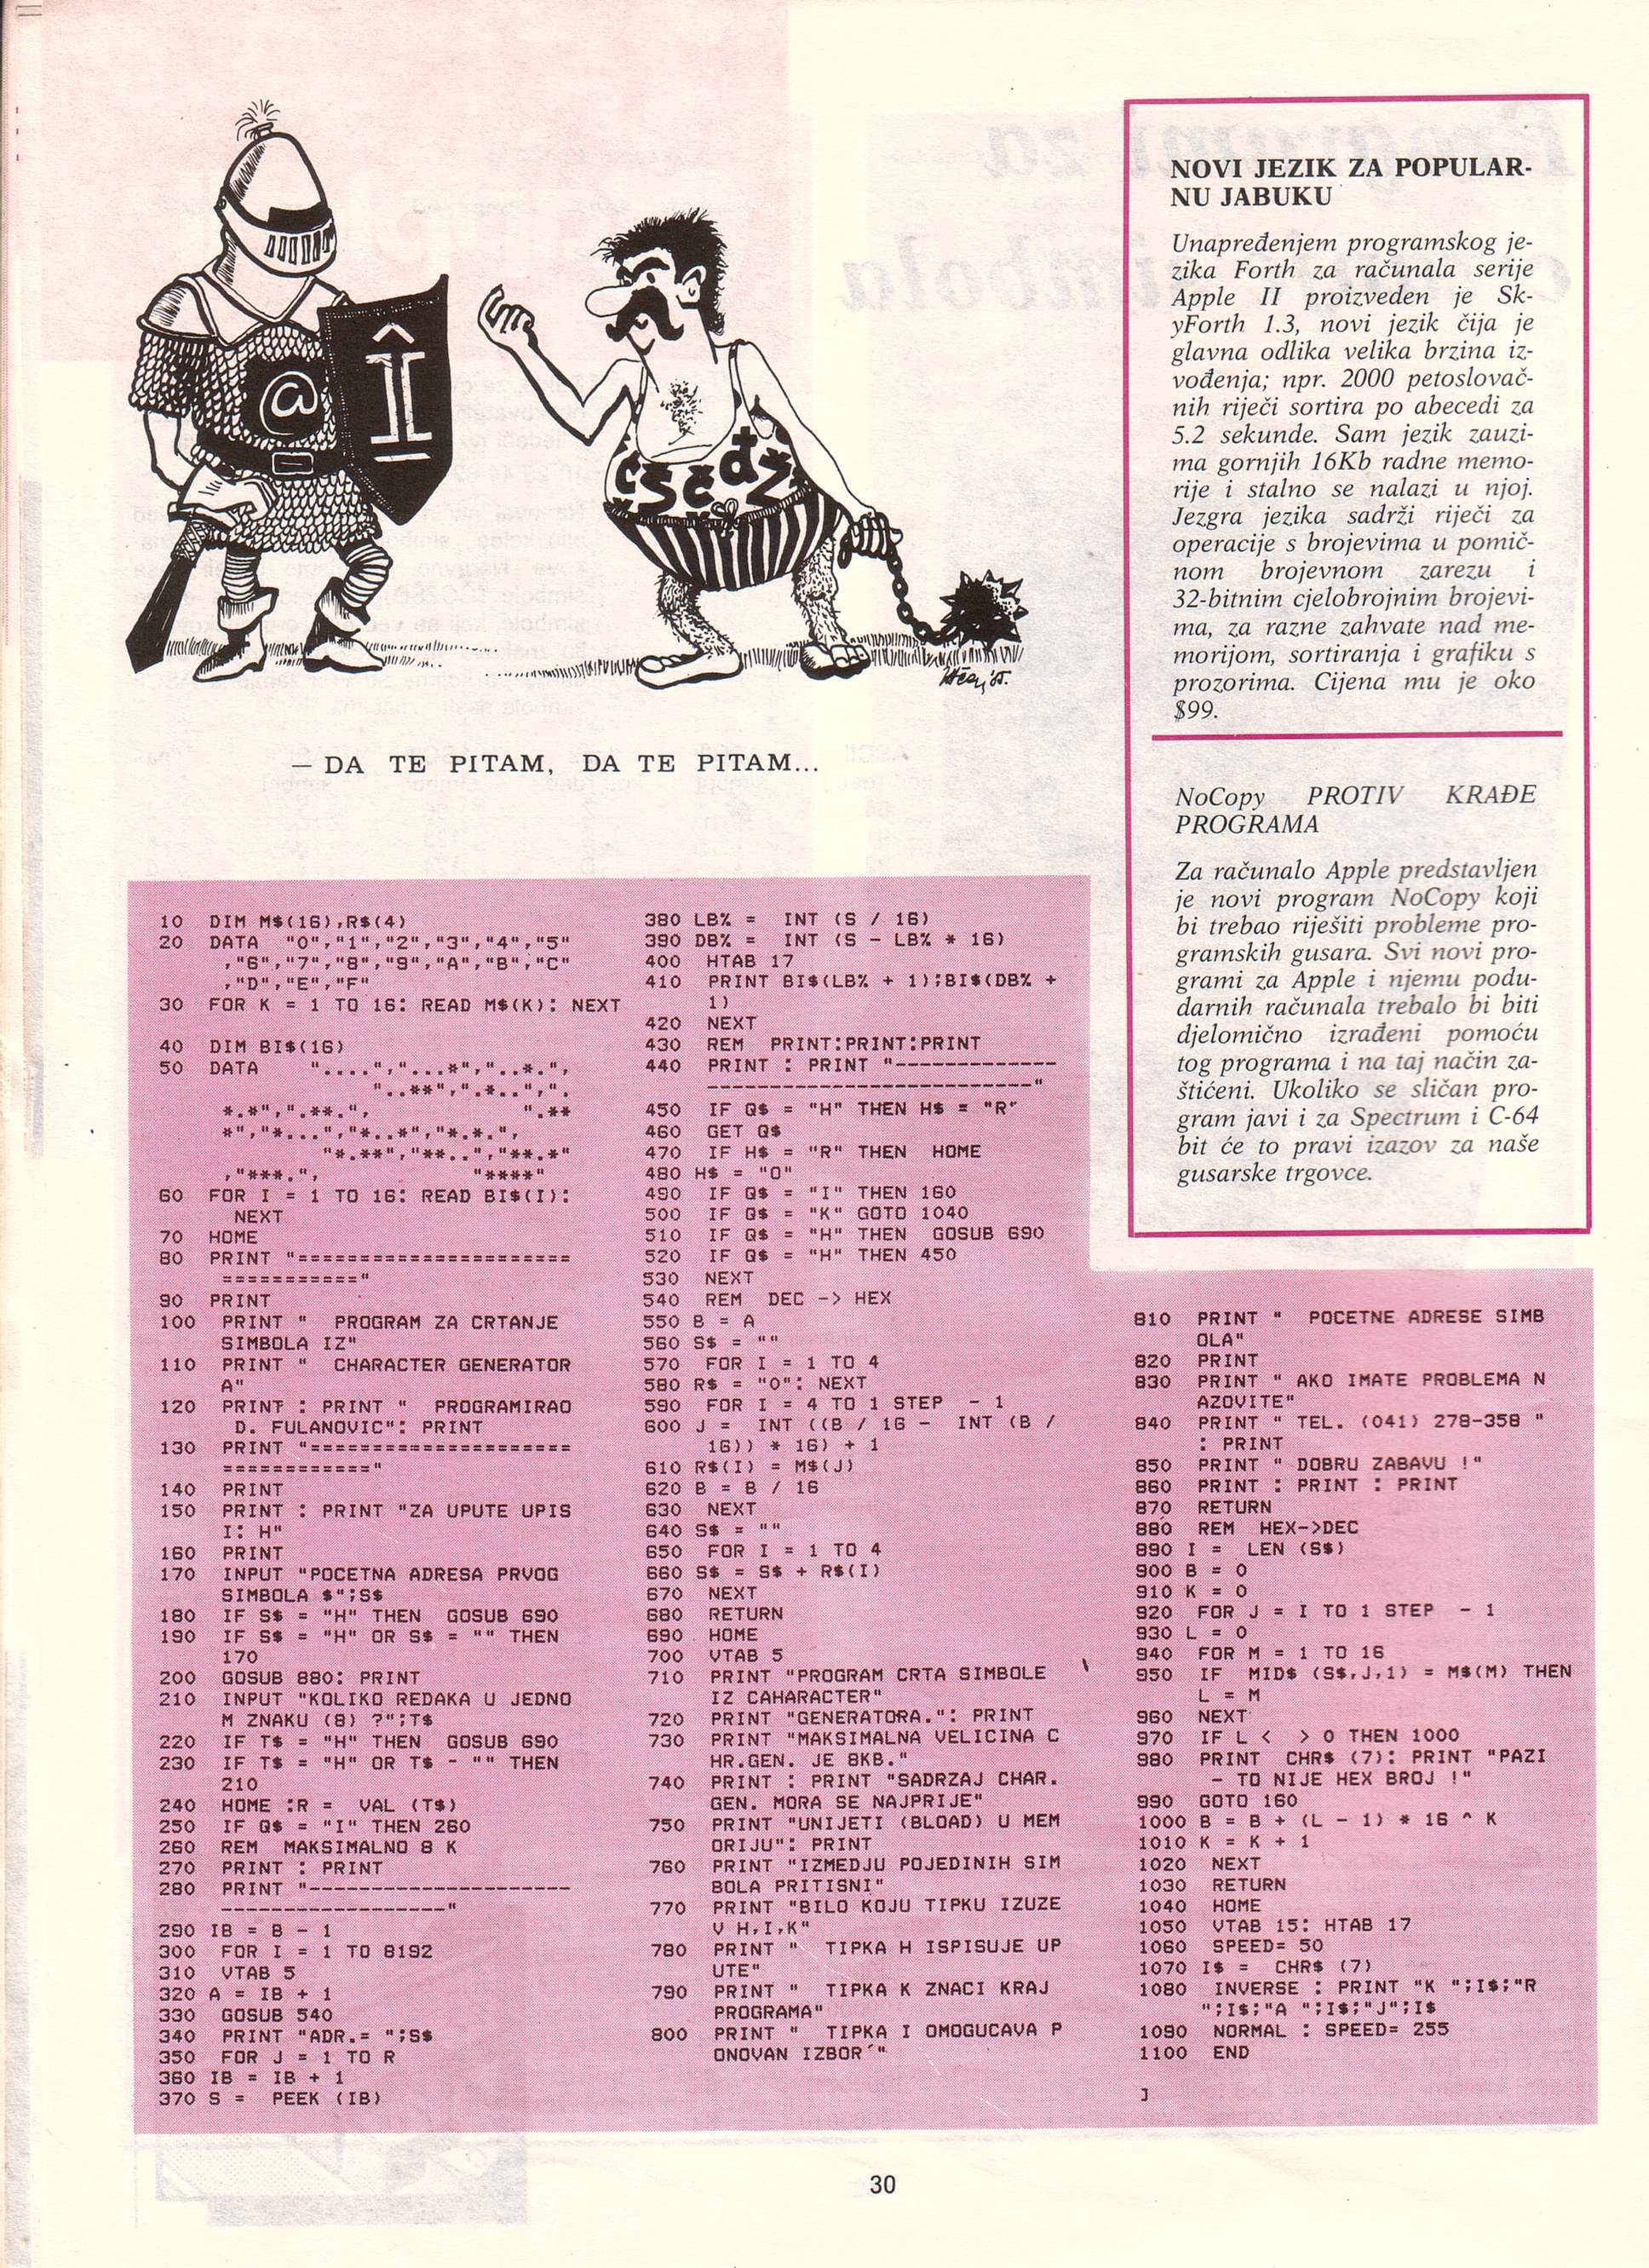 @
Î
ćščđž
— DA TE PITAM, DA TE PITAM...
NOVI JEZIK ZA POPULAR-
NU JABUKU
Unapređenjem programskog je-
zika Forth za računala serije
Apple II proizveden je Sk-
yForth 1.3, novi jezik čija je
glavna odlika velika brzina iz-
vođenja; npr. 2000 petoslovač-
nih riječi sortira po abecedi za
5.2 sekunde. Sam jezik zauzi-
ma gornjih 16Kb radne memo-
rije i stalno se nalazi u njoj.
Jezgra jezika sadrži riječi za
operacije s brojevima u pomič-
nom brojevnom zarezu i
32-bitnim cjelobrojnim brojevi-
ma, za razne zahvate nad me-
morijom, sortiranja i grafiku s
prozorima. Cijena mu je oko
$99.
NoCopy PROTIV KRAĐE
PROGRAMA
Za računalo Apple predstavljen
je novi program NoCopy koji
bi trebao riješiti probleme pro-
gramskih gusara. Svi novi pro-
grami za Apple i njemu podu-
darnih računala trebalo bi biti
djelomično izrađeni pomoću
tog programa i na taj način za-
štićeni. Ukoliko se sličan pro-
gram javi i za Spectrum i C-64
bit će to pravi izazov za naše
gusarske trgovce.
10 DIM M$(16),R$(4)
20 DATA "0","1","2","3","4","5"
,"6","7","8","9","A","B","C"
,"D","E","F"
30 FOR K = 1 TO 16: READ M$(K): NEXT
40 DIM BI$(16)
50 DATA "....","...*","..*.",
"..**",".*..",".
*.*",".**.", ".**
*","*...","*..*","*.*.",
"*.**","**..","**.*"
,"***.", "****"
60 FOR I = 1 TO 16: READ BI$(I):
NEXT
70 HOME
80 PRINT "======================
==========="
90 PRINT
100 PRINT " PROGRAM ZA CRTANJE
SIMBOLA IZ"
110 PRINT " CHARACTER GENERATOR
A"
120 PRINT : PRINT " PROGRAMIRAO
D. FULANOVIC": PRINT
130 PRINT "=====================
============"
140 PRINT
150 PRINT : PRINT "ZA UPUTE UPIS
I: H"
160 PRINT
170 INPUT "POCETNA ADRESA PRVOG
SIMBOLA $";S$
180 IF S$ = "H" THEN GOSUB 690
190 IF S$ = "H" OR S$ = "" THEN
170
200 GOSUB 880: PRINT
210 INPUT "KOLIKO REDAKA U JEDNO
M ZNAKU (8) ?";T$
220 IF T$ = "H" THEN GOSUB 690
230 IF T$ = "H" OR T$ - "" THEN
210
240 HOME :R = VAL (T$)
250 IF Q$ = "I" THEN 260
260 REM MAKSIMALNO 8 K
270 PRINT : PRINT
280 PRINT "---------------------
------------------"
290 IB = B - 1
300 FOR I = 1 TO 8192
310 VTAB 5
320 A = IB + 1
330 GOSUB 540
340 PRINT "ADR.= ";S$
350 FOR J = 1 TO R
360 IB = IB + 1
370 S = PEEK (IB)
380 LB% = INT (S / 16)
390 DB% = INT (S - LB% * 16)
400 HTAB 17
410 PRINT BI$(LB% + 1);BI$(DB% +
1)
420 NEXT
430 REM PRINT:PRINT:PRINT
440 PRINT : PRINT "-------------
--------------------------"
450 IF Q$ = "H" THEN H$ = "R"
460 GET Q$
470 IF H$ = "R" THEN HOME
480 H$ = "O"
490 IF Q$ = "I" THEN 160
500 IF Q$ = "K" GOTO 1040
510 IF Q$ = "H" THEN GOSUB 690
520 IF Q$ = "H" THEN 450
530 NEXT
540 REM DEC -> HEX
550 B = A
560 S$ = ""
570 FOR I = 1 TO 4
580 R$ = "O": NEXT
590 FOR I = 4 TO 1 STEP - 1
600 J = INT ((B / 16 - INT (B /
16)) * 16) + 1
610 R$(I) = M$(J)
620 B = B / 16
630 NEXT
640 S$ = ""
650 FOR I = 1 TO 4
660 S$ = S$ + R$(I)
670 NEXT
680 RETURN
690 HOME
700 VTAB 5
710 PRINT "PROGRAM CRTA SIMBOLE
IZ CAHARACTER"
720 PRINT "GENERATORA.": PRINT
730 PRINT "MAKSIMALNA VELICINA C
HR.GEN. JE 8KB."
740 PRINT : PRINT "SADRZAJ CHAR.
GEN. MORA SE NAJPRIJE"
750 PRINT "UNIJETI (BLOAD) U MEM
ORIJU": PRINT
760 PRINT "IZMEDJU POJEDINIH SIM
BOLA PRITISNI"
770 PRINT "BILO KOJU TIPKU IZUZE
V H,I,K"
780 PRINT " TIPKA H ISPISUJE UP
UTE"
790 PRINT " TIPKA K ZNACI KRAJ
PROGRAMA"
800 PRINT " TIPKA I OMOGUCAVA P
ONOVAN IZBOR´"
810 PRINT " POCETNE ADRESE SIMB
OLA"
820 PRINT
830 PRINT " AKO IMATE PROBLEMA N
AZOVITE"
840 PRINT " TEL. (041) 278-358 "
: PRINT
850 PRINT " DOBRU ZABAVU !"
860 PRINT : PRINT : PRINT
870 RETURN
880 REM HEX->DEC
890 I = LEN (S$)
900 B = 0
910 K = 0
920 FOR J = I TO 1 STEP - 1
930 L = 0
940 FOR M = 1 TO 16
950 IF MID$ (S$,J,1) = M$(M) THEN
L = M
960 NEXT
970 IF L < > 0 THEN 1000
980 PRINT CHR$ (7): PRINT "PAZI
- TO NIJE HEX BROJ !"
990 GOTO 160
1000 B = B + (L - 1) * 16 ^ K
1010 K = K + 1
1020 NEXT
1030 RETURN
1040 HOME
1050 VTAB 15: HTAB 17
1060 SPEED= 50
1070 I$ = CHR$ (7)
1080 INVERSE : PRINT "K ";I$;"R
";I$;"A ";I$;"J";I$
1090 NORMAL : SPEED= 255
1100 END
]
30